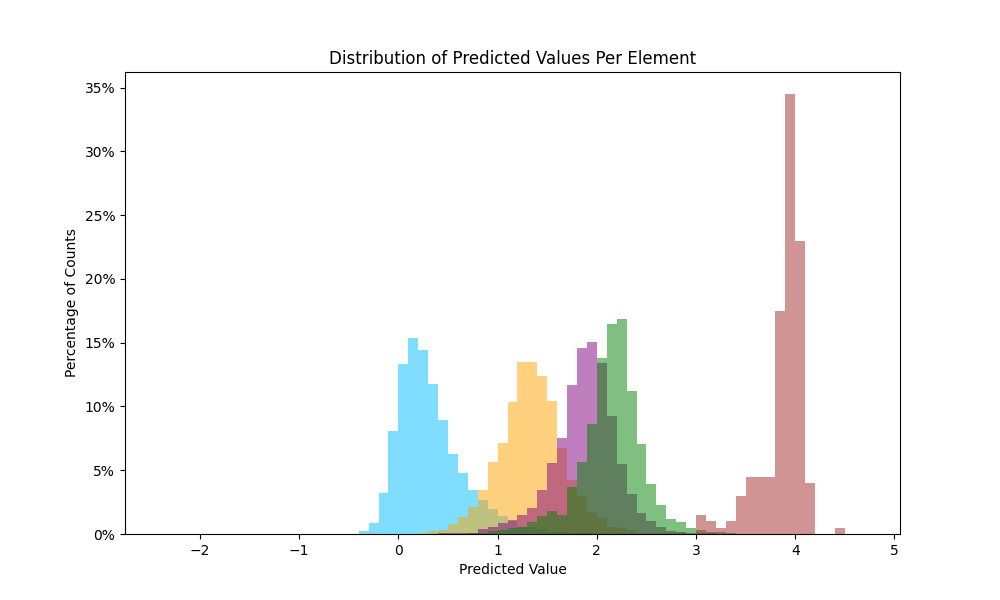 Distribution of Predicted Values Per Element
35%
30%
25%
20%
15%
10%
5%
0%
Percentage of Counts
−2 −1 0 1 2 3 4 5
Predicted Value